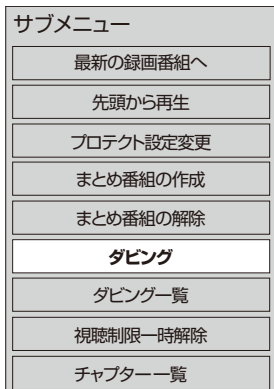 サブメニュー
最新の録画番組へ
先頭から再生
プロテクト設定変更
まとめ番組の作成
まとめ番組の解除
ダビング
ダビング一覧
視聴制限一時解除
チャプター一覧